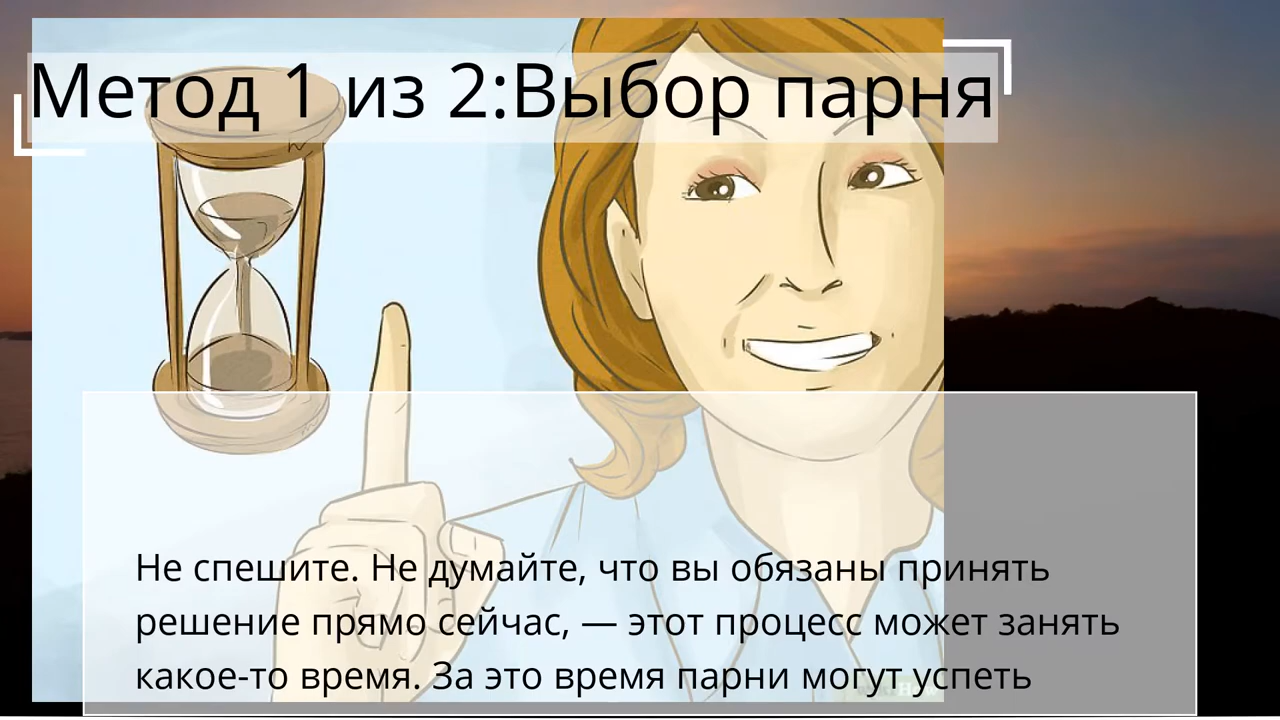 Метод 1 из 2:Выбор парня
Не спешите. Не думайте, что вы обязаны принять
решение прямо сейчас, — этот процесс может занять
какое-то время. За это время парни могут успеть